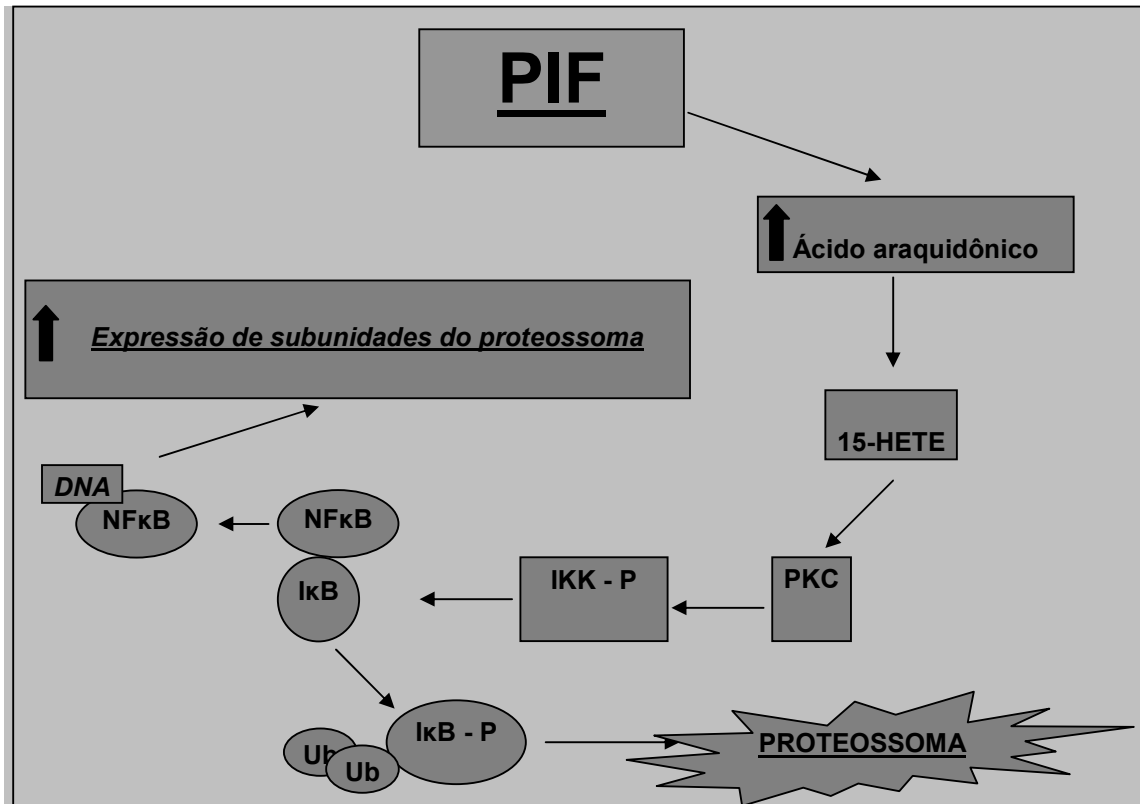 PIF
Ácido araquidônico
Expressão de subunidades do proteossoma
15-HETE
DNA
NFκB
NFκB
IκB
IKK - P
PKC
IκB - P
Ub
Ub
PROTEOSSOMA